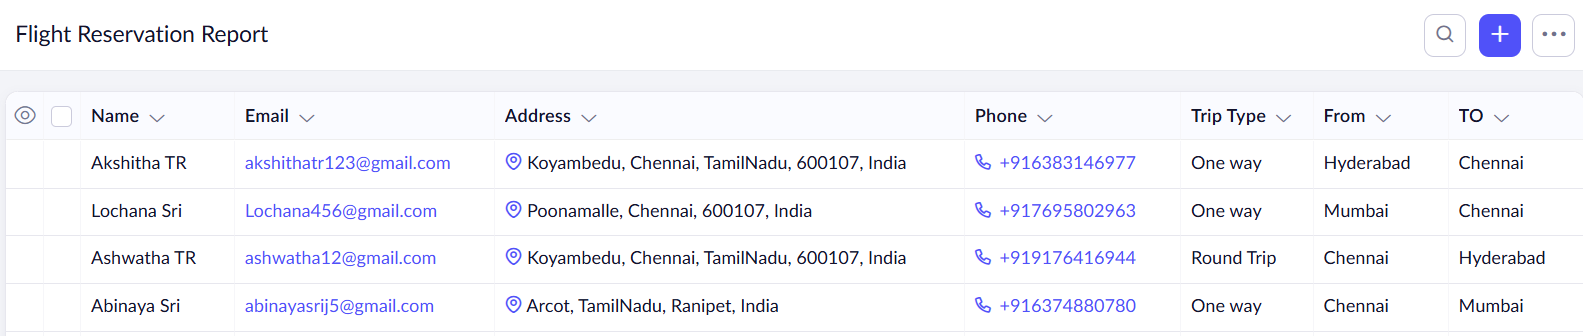 Flight Reservation Report
Name Email Address Phone Trip Type From TO
Akshitha TR akshithatr123@gmail.com Koyambedu, Chennai, TamilNadu, 600107, India +916383146977 One way Hyderabad Chennai
Lochana Sri Lochana456@gmail.com Poonamalle, Chennai, 600107, India +917695802963 One way Mumbai Chennai
Ashwatha TR ashwatha12@gmail.com Koyambedu, Chennai, TamilNadu, 600107, India +919176416944 Round Trip Chennai Hyderabad
Abinaya Sri abinayasrij5@gmail.com Arcot, TamilNadu, Ranipet, India +916374880780 One way Chennai Mumbai